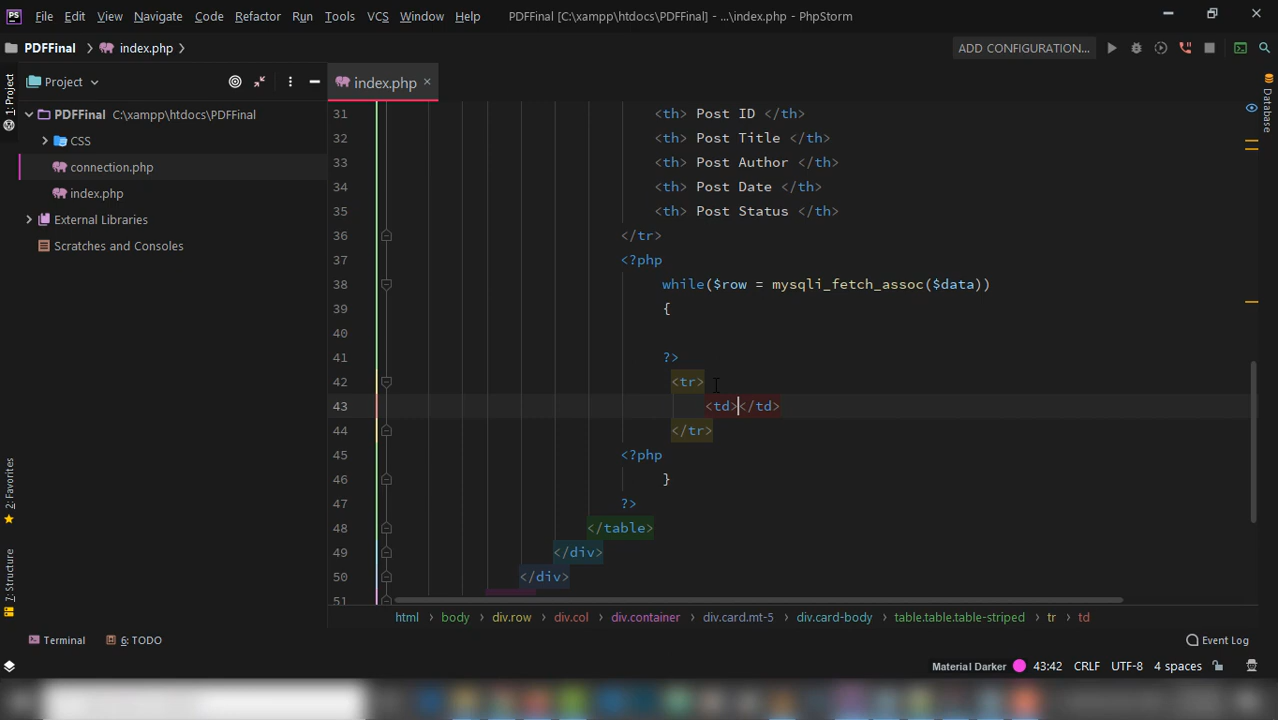 PS File Edit View Navigate Code Refactor Run Tools VCS Window Help PDFFinal [C:\xampp\htdocs\PDFFinal] - ...\index.php - PhpStorm
PDFFinal index.php ADD CONFIGURATION...
1: Project
Project
index.php
PDFFinal C:\xampp\htdocs\PDFFinal
CSS
connection.php
index.php
External Libraries
Scratches and Consoles
31 <th> Post ID </th>
32 <th> Post Title </th>
33 <th> Post Author </th>
34 <th> Post Date </th>
35 <th> Post Status </th>
36 </tr>
37 <?php
38 while($row = mysqli_fetch_assoc($data))
39 {
40
41 ?>
42 <tr>
43 <td></td>
44 </tr>
45 <?php
46 }
47 ?>
48 </table>
49 </div>
50 </div>
51
Database
2: Favorites
7: Structure
html body div.row div.col div.container div.card.mt-5 div.card-body table.table.table-striped tr td
Terminal 6: TODO Event Log
Material Darker 43:42 CRLF UTF-8 4 spaces